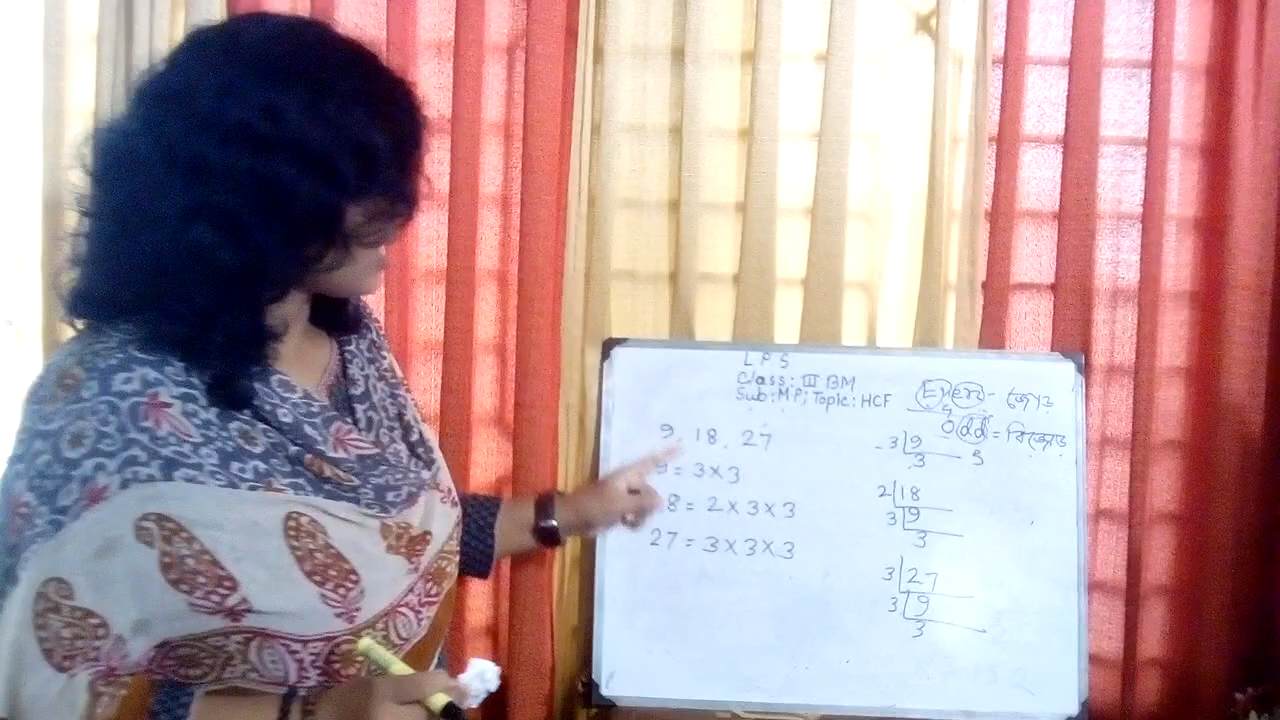 L P S
Class: III BM
Sub: MP; Topic: HCF
9, 18, 27
9 = 3×3
18 = 2×3×3
27 = 3×3×3
Even - জোড়
Odd = বিজোড়
3|9
3
2|18
3|9
3
3|27
3|9
3